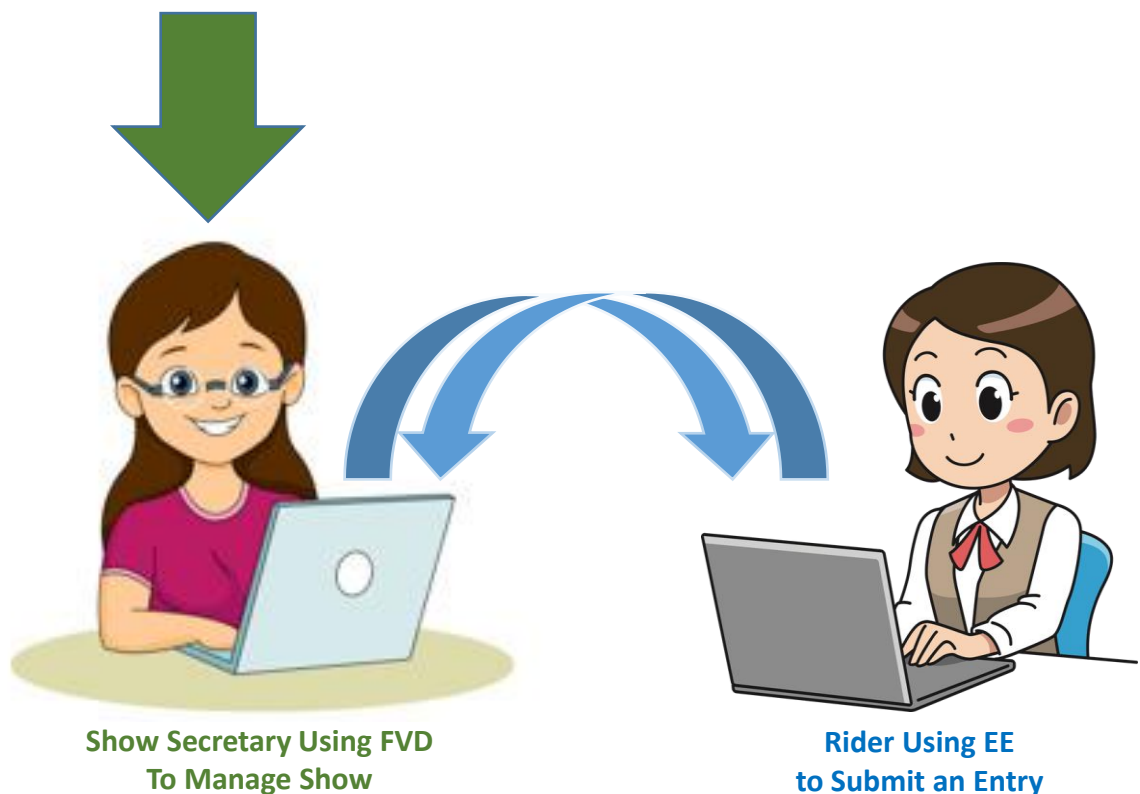 Show Secretary Using FVD
To Manage Show
Rider Using EE
to Submit an Entry